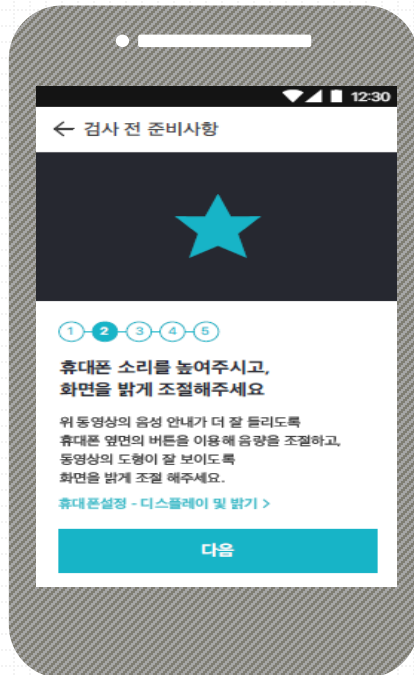 12:30
← 검사 전 준비사항
1 2 3 4 5
휴대폰 소리를 높여주시고,
화면을 밝게 조절해주세요
위 동영상의 음성 안내가 더 잘 들리도록
휴대폰 옆면의 버튼을 이용해 음량을 조절하고,
동영상의 도형이 잘 보이도록
화면을 밝게 조절 해주세요.
휴대폰설정 - 디스플레이 및 밝기 >
다음